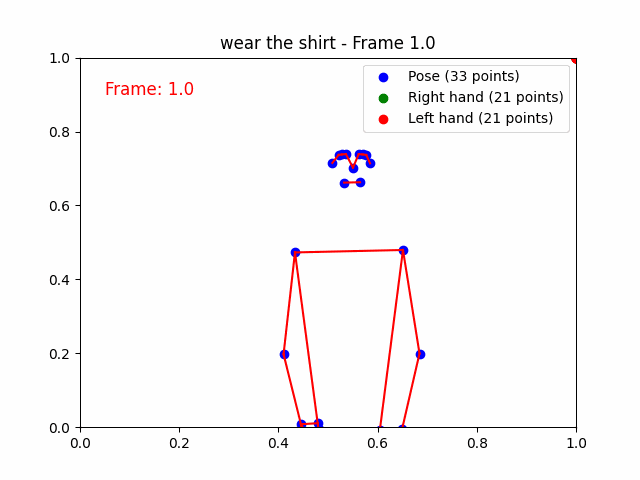 wear the shirt - Frame 1.0
1.0
Frame: 1.0
Pose (33 points)
Right hand (21 points)
Left hand (21 points)
0.8
0.6
0.4
0.2
0.0
0.0 0.2 0.4 0.6 0.8 1.0